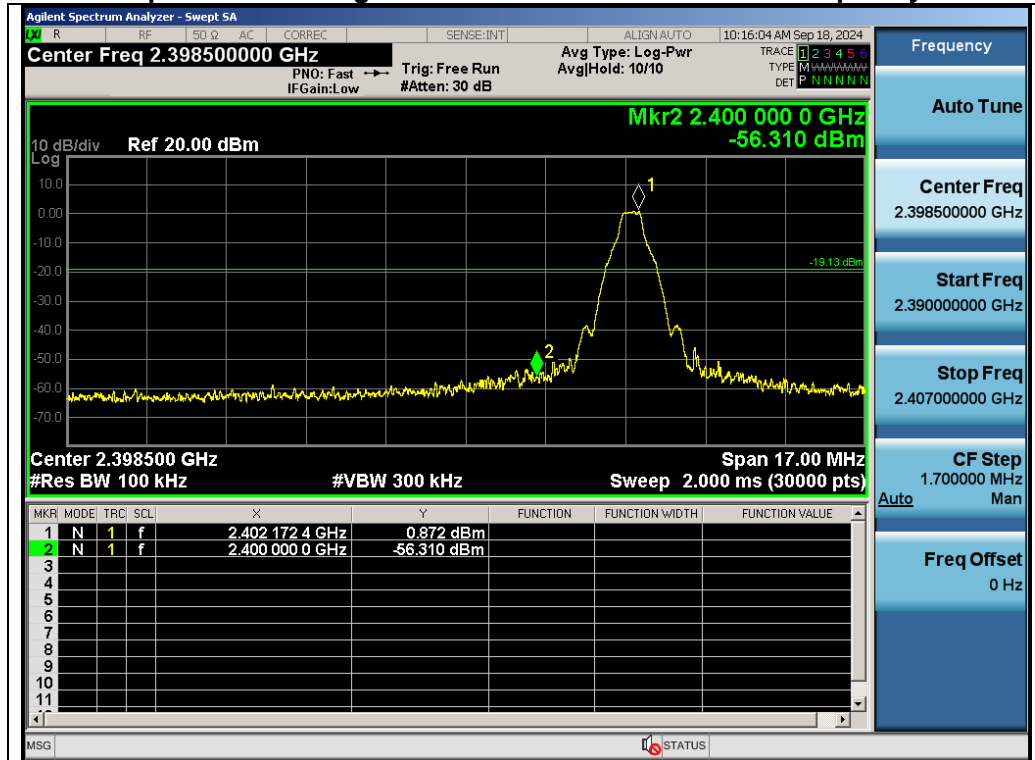 Agilent Spectrum Analyzer - Swept SA
LXI R RF 50 Ω AC CORREC SENSE:INT ALIGN AUTO 10:16:04 AM Sep 18, 2024
Center Freq 2.398500000 GHz
PNO: Fast
IFGain:Low
Trig: Free Run
#Atten: 30 dB
Avg Type: Log-Pwr
Avg|Hold: 10/10
TRACE 1 2 3 4 5 6
TYPE M WWWWW
DET P N N N N N
Mkr2 2.400 000 0 GHz
-56.310 dBm
10 dB/div Ref 20.00 dBm
Log
10.0
0.00
-10.0
-20.0
-30.0
-40.0
-50.0
-60.0
-70.0
1
-19.13 dBm
2
Center 2.398500 GHz Span 17.00 MHz
#Res BW 100 kHz #VBW 300 kHz Sweep 2.000 ms (30000 pts)
MKR MODE TRC SCL X Y FUNCTION FUNCTION WIDTH FUNCTION VALUE
1 N 1 f 2.402 172 4 GHz 0.872 dBm
2 N 1 f 2.400 000 0 GHz -56.310 dBm
3
4
5
6
7
8
9
10
11
MSG STATUS
Frequency
Auto Tune
Center Freq
2.398500000 GHz
Start Freq
2.390000000 GHz
Stop Freq
2.407000000 GHz
CF Step
1.700000 MHz
Auto Man
Freq Offset
0 Hz